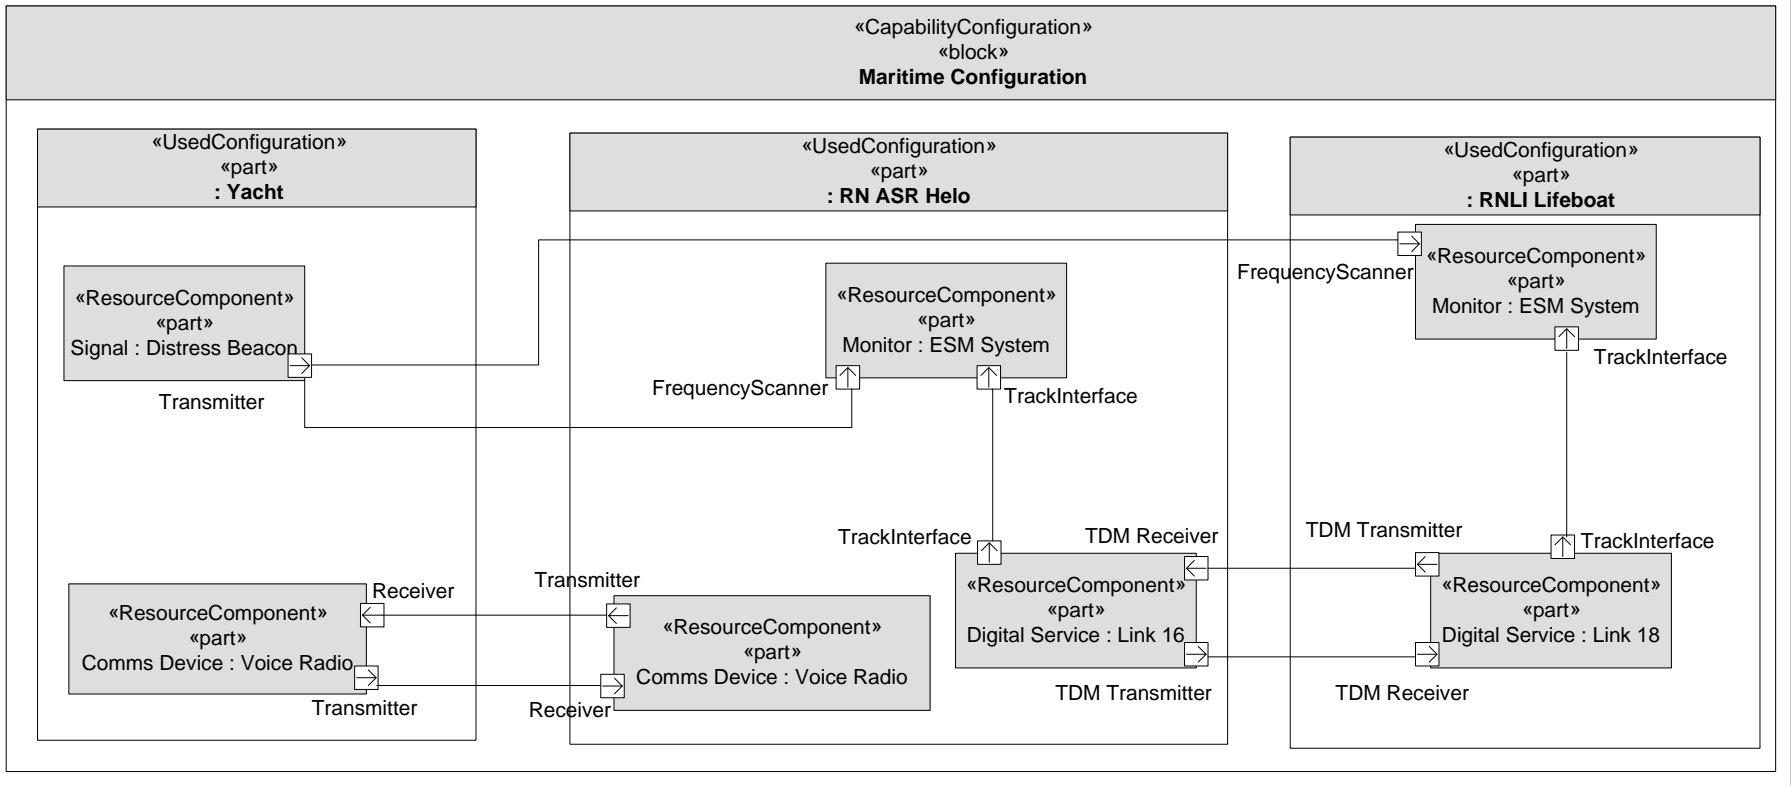 «CapabilityConfiguration»
«block»
Maritime Configuration
«UsedConfiguration»
«part»
: Yacht
«ResourceComponent»
«part»
Signal : Distress Beacon
Transmitter
«ResourceComponent»
«part»
Comms Device : Voice Radio
Receiver
Transmitter
«UsedConfiguration»
«part»
: RN ASR Helo
«ResourceComponent»
«part»
Monitor : ESM System
FrequencyScanner
TrackInterface
Transmitter
Receiver
«ResourceComponent»
«part»
Comms Device : Voice Radio
TrackInterface
TDM Receiver
«ResourceComponent»
«part»
Digital Service : Link 16
TDM Transmitter
«UsedConfiguration»
«part»
: RNLI Lifeboat
FrequencyScanner
«ResourceComponent»
«part»
Monitor : ESM System
TrackInterface
TDM Transmitter
TrackInterface
«ResourceComponent»
«part»
Digital Service : Link 18
TDM Receiver